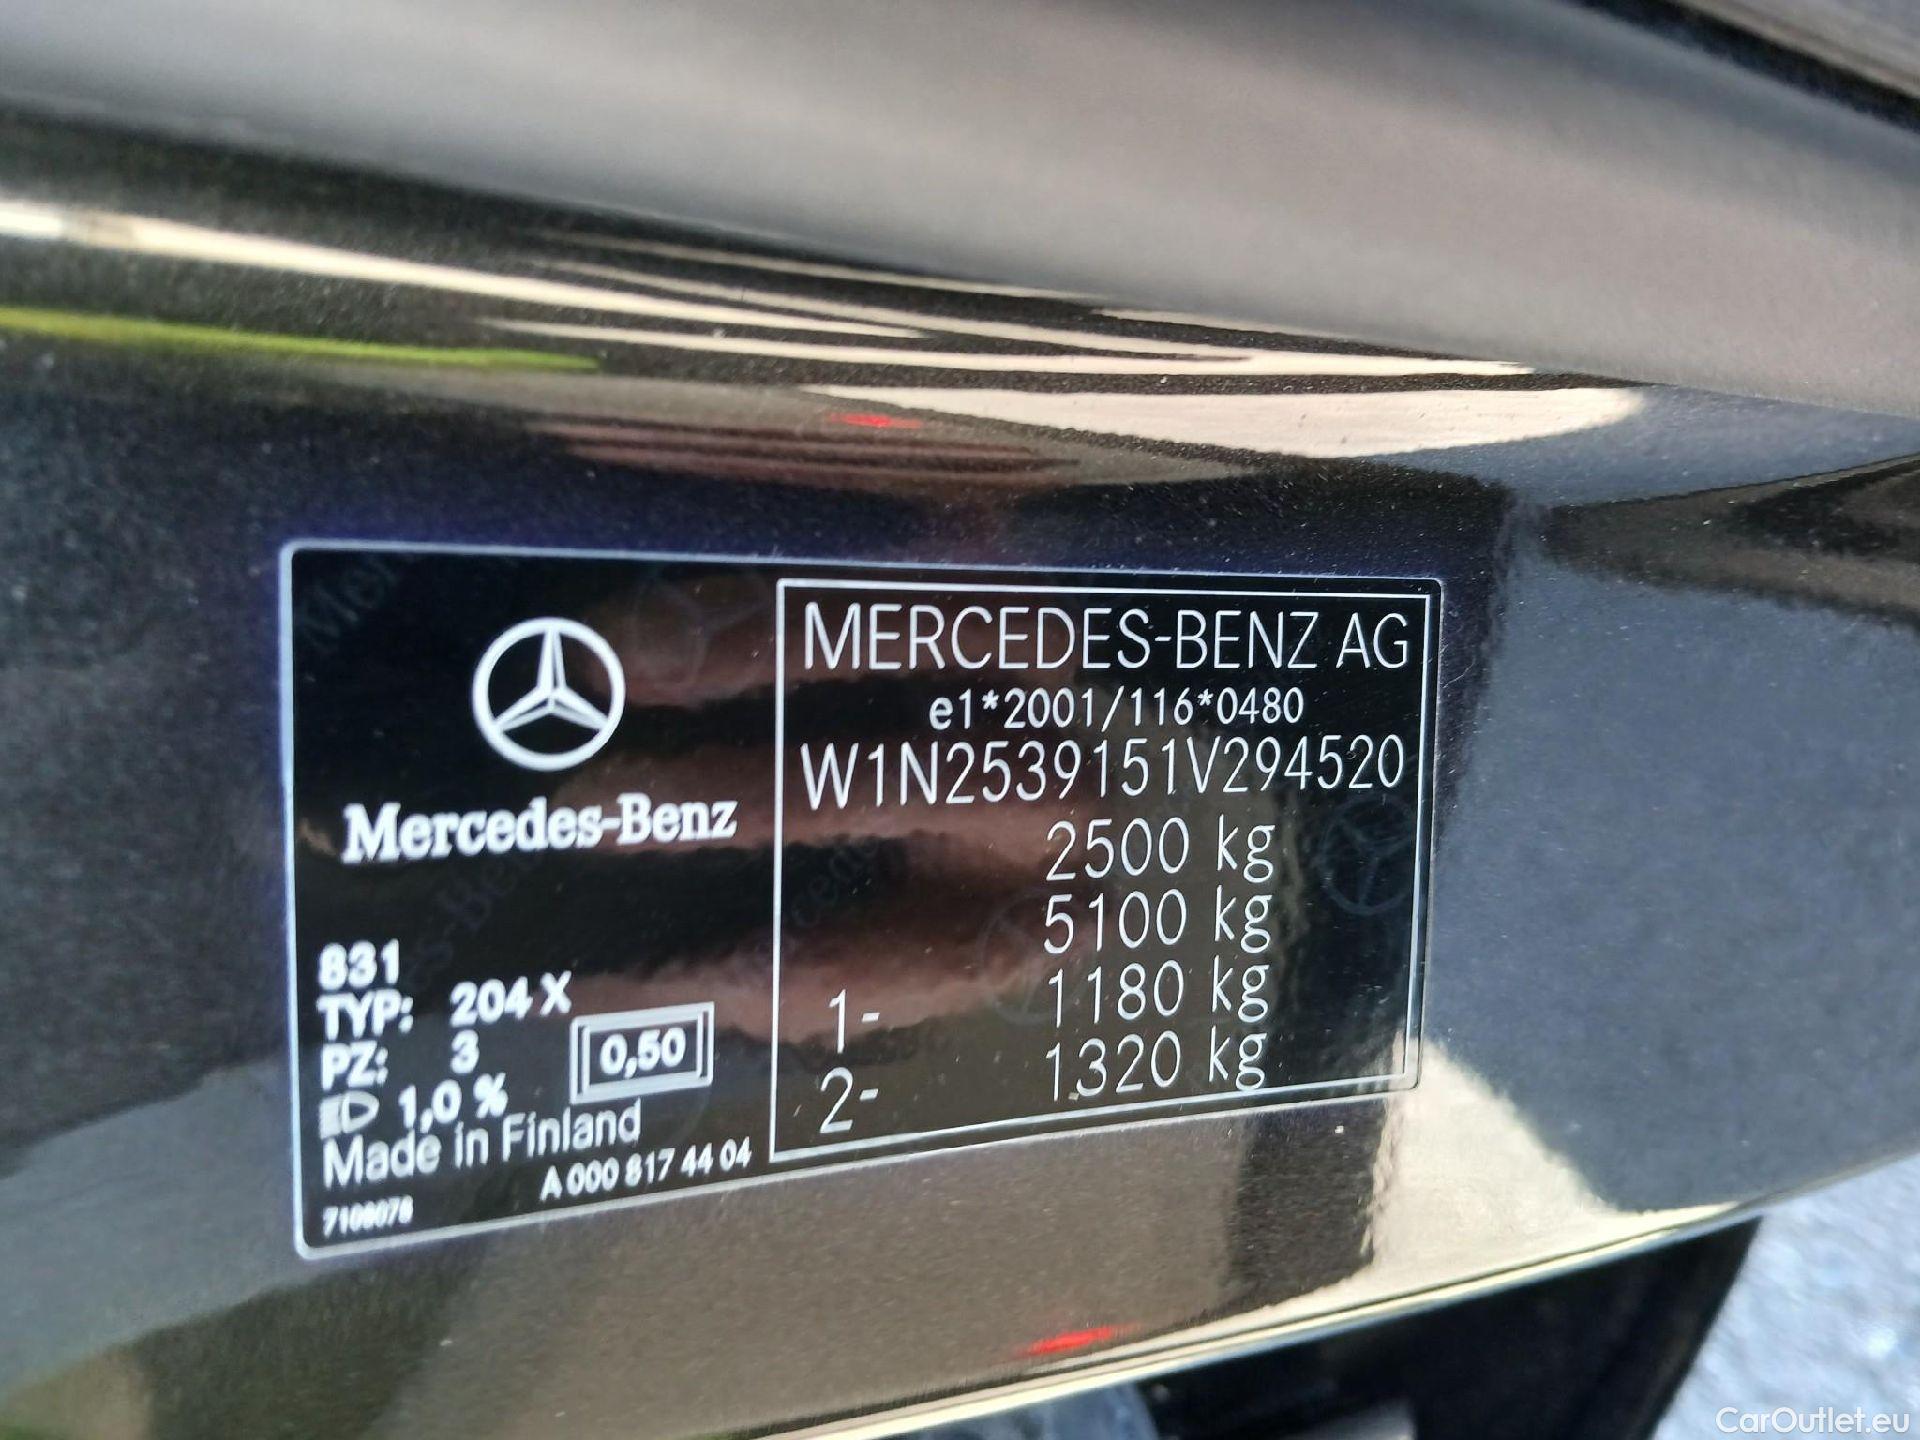 Mercedes-Benz
831
TYP: 204 X
PZ: 3
0,50
1,0 %
Made in Finland
A 000 817 44 04
7108078
MERCEDES-BENZ AG
e1*2001/116*0480
W1N2539151V294520
2500 kg
5100 kg
1- 1180 kg
2- 1320 kg
CarOutlet.eu